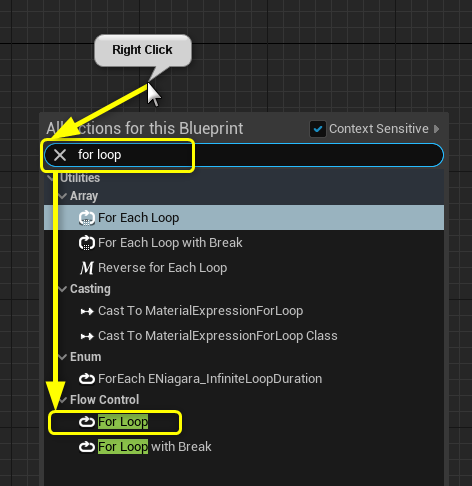 Right Click
All Actions for this Blueprint
Context Sensitive
for loop
Utilities
Array
For Each Loop
For Each Loop with Break
Reverse for Each Loop
Casting
Cast To MaterialExpressionForLoop
Cast To MaterialExpressionForLoop Class
Enum
ForEach ENiagara_InfiniteLoopDuration
Flow Control
For Loop
For Loop with Break